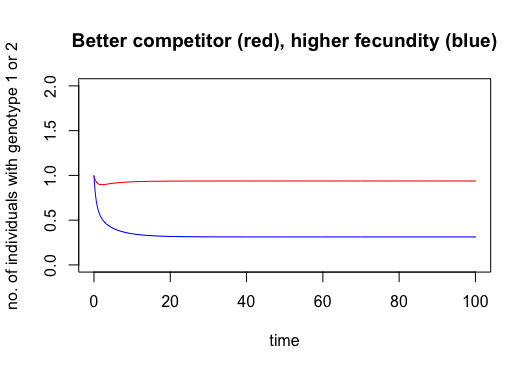 Better competitor (red), higher fecundity (blue)
no. of individuals with genotype 1 or 2
2.0
1.5
1.0
0.5
0.0
0 20 40 60 80 100
time